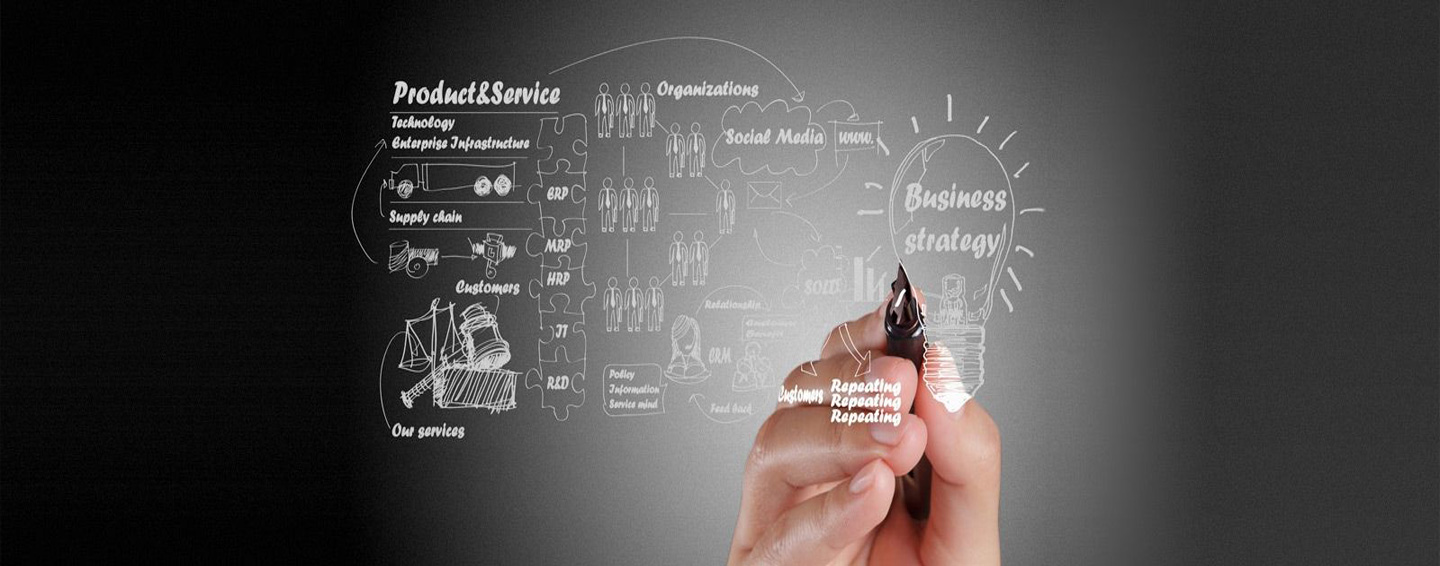 Product&Service
Technology
Enterprise Infrastructure
Supply chain
Customers
Our services
ERP
MRP
HRP
IT
R&D
Organizations
Social Media
www.
Relationship
CRM
Policy
Information
Service mind
Feed back
Customers
Repeating
Repeating
Repeating
Business
strategy